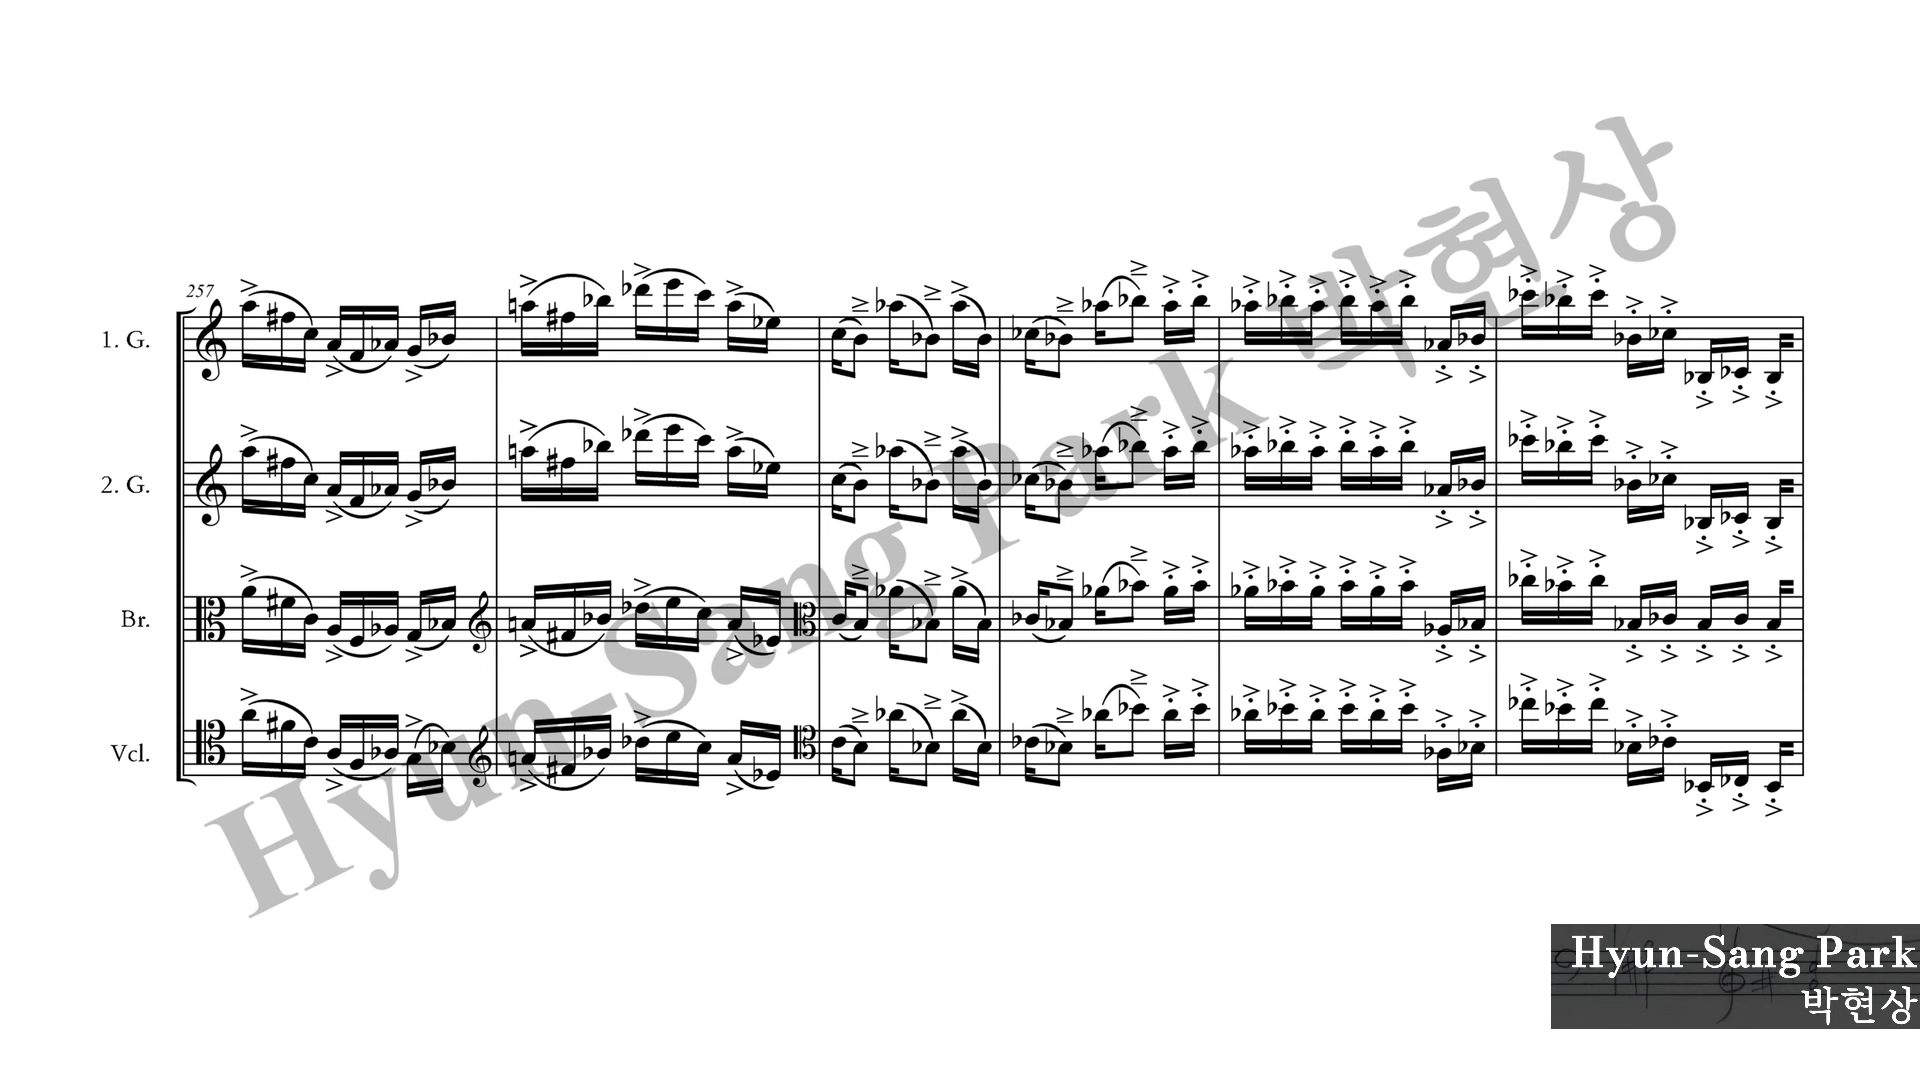 257
1. G.
2. G.
Br.
Vcl.
Hyun-Sang Park 박현상
Hyun-Sang Park
박현상